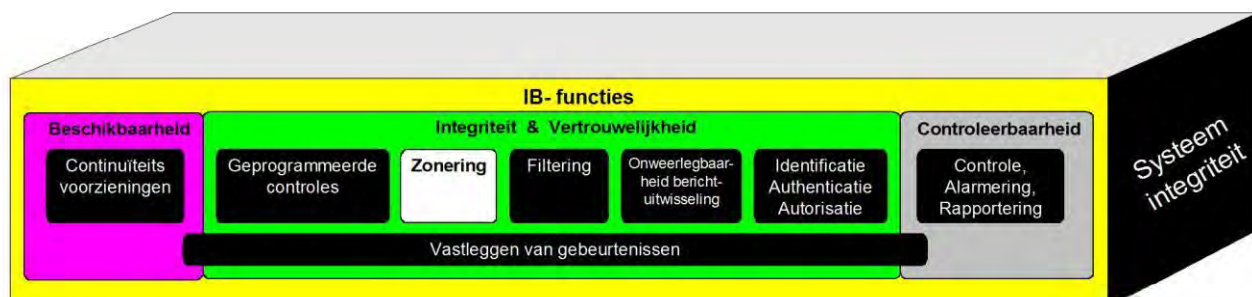 IB- functies
Beschikbaarheid
Continuïteits
voorzieningen
Integriteit & Vertrouwelijkheid
Geprogrammeerde
controles
Zonering
Filtering
Onweerlegbaar-
heid bericht-
uitwisseling
Identificatie
Authenticatie
Autorisatie
Controleerbaarheid
Controle,
Alarmering,
Rapportering
Vastleggen van gebeurtenissen
Systeem
integriteit